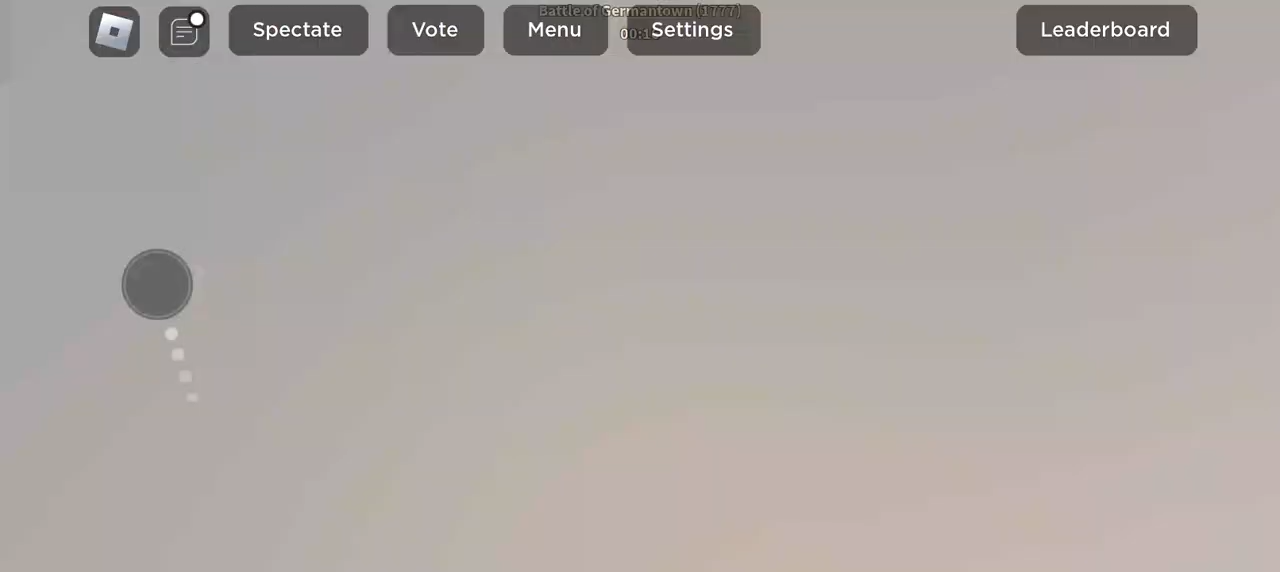 Battle of Germantown (1777)
Spectate
Vote
Menu
Settings
Leaderboard